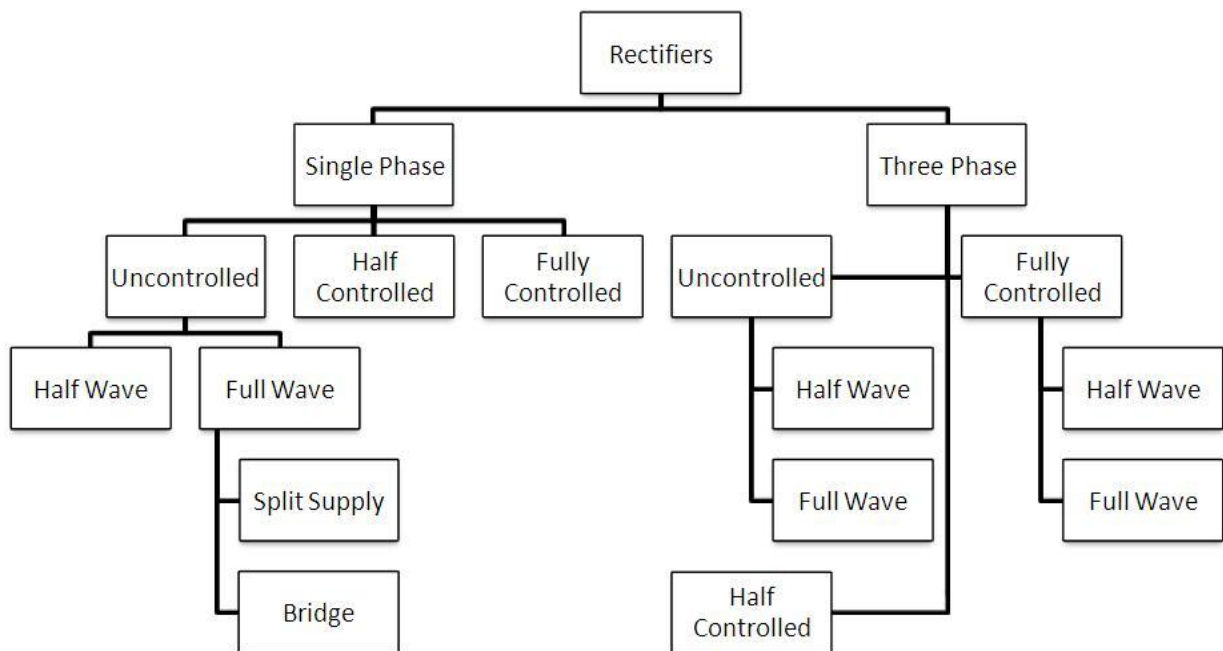 Rectifiers
Single Phase
Three Phase
Uncontrolled
Half
Controlled
Fully
Controlled
Uncontrolled
Fully
Controlled
Half Wave
Full Wave
Half Wave
Half Wave
Split Supply
Full Wave
Full Wave
Bridge
Half
Controlled